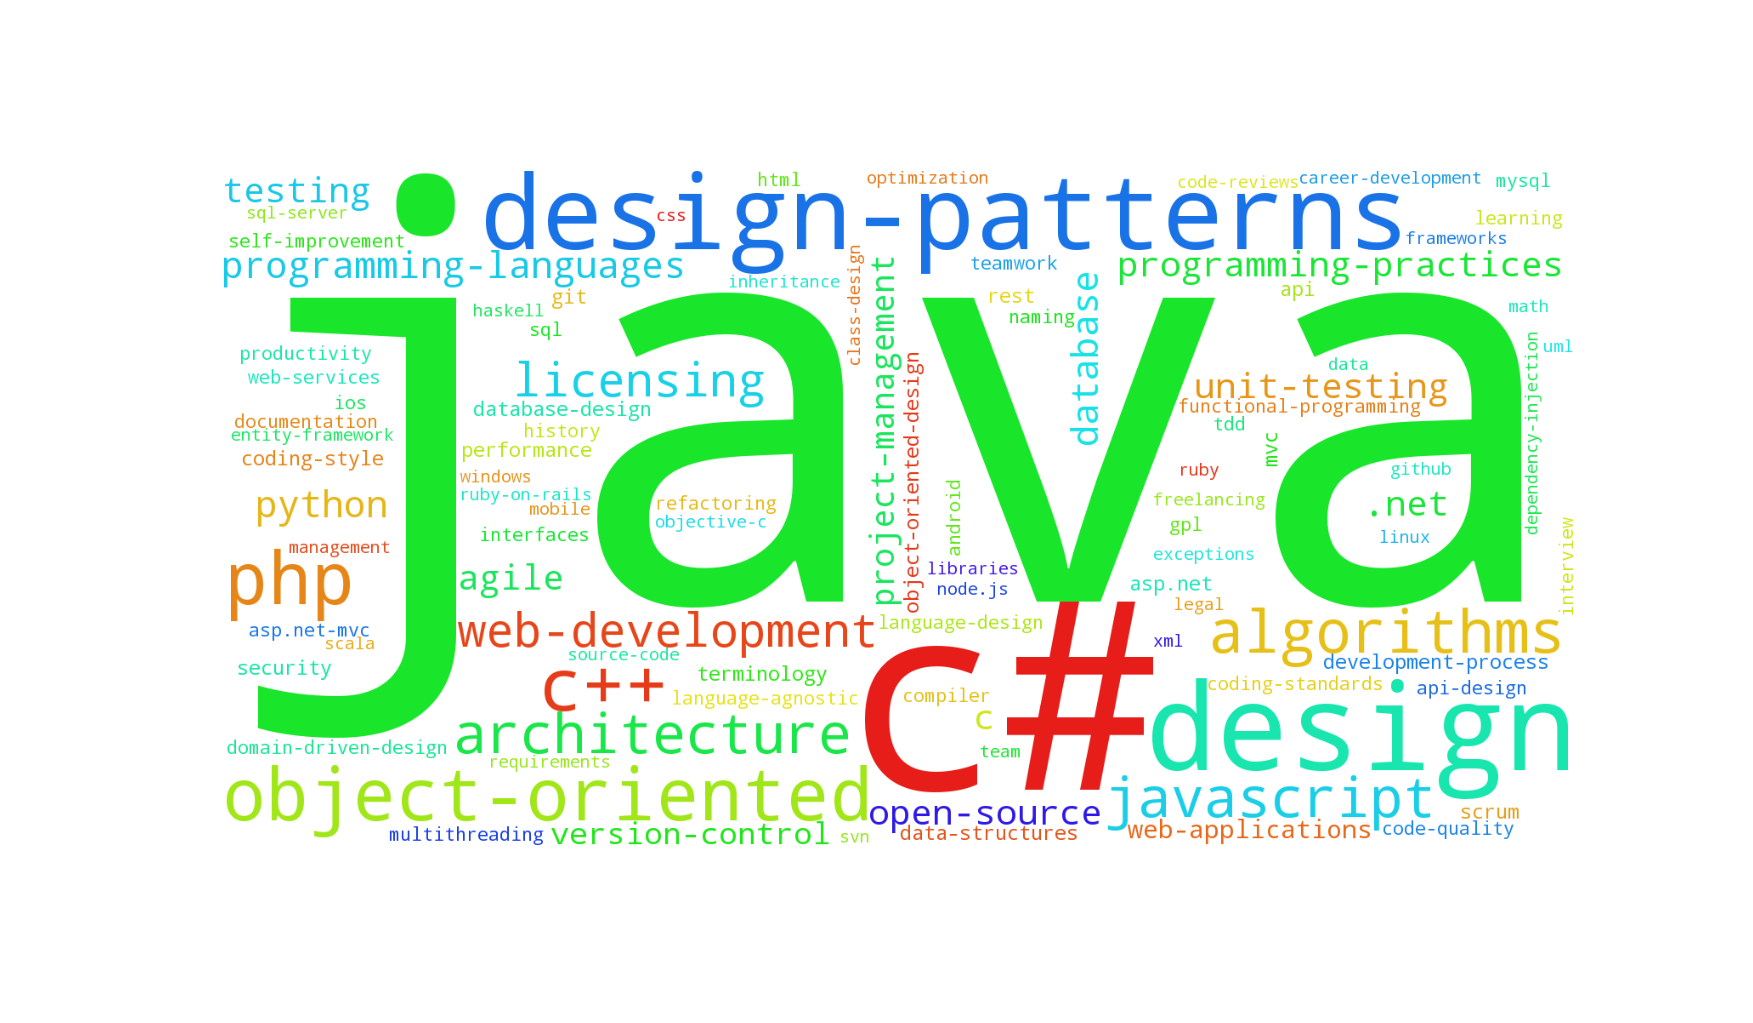 testing
sql-server
self-improvement
programming-languages
java
design-patterns
html
css
optimization
code-reviews
career-development
mysql
learning
frameworks
teamwork
programming-practices
inheritance
class-design
project-management
object-oriented-design
database
rest
naming
api
math
git
haskell
sql
productivity
web-services
ios
documentation
entity-framework
coding-style
python
management
php
asp.net-mvc
scala
security
licensing
database-design
history
performance
windows
ruby-on-rails
mobile
interfaces
agile
refactoring
objective-c
android
libraries
node.js
language-design
data
uml
dependency-injection
unit-testing
functional-programming
tdd
mvc
ruby
github
freelancing
.net
gpl
linux
exceptions
interview
asp.net
legal
xml
algorithms
development-process
coding-standards
api-design
web-development
source-code
c++
terminology
language-agnostic
compiler
c
c#
team
design
architecture
domain-driven-design
requirements
object-oriented
open-source
javascript
scrum
multithreading
version-control
svn
data-structures
web-applications
code-quality